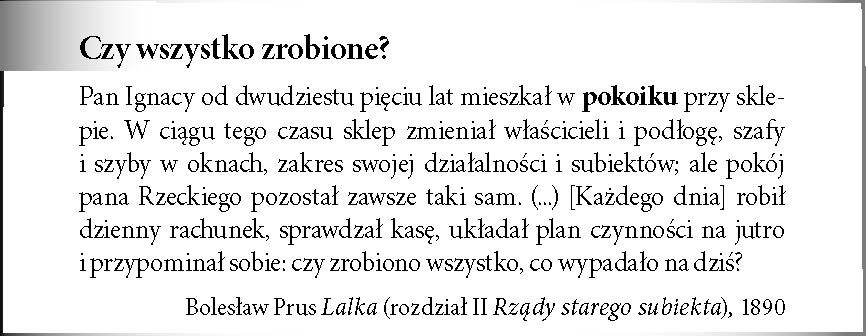 Czy wszystko zrobione?
Pan Ignacy od dwudziestu pięciu lat mieszkał w pokoiku przy skle-
pie. W ciągu tego czasu sklep zmieniał właścicieli i podłogę, szafy
i szyby w oknach, zakres swojej działalności i subiektów; ale pokój
pana Rzeckiego pozostał zawsze taki sam. (...) [Każdego dnia] robił
dzienny rachunek, sprawdzał kasę, układał plan czynności na jutro
i przypominał sobie: czy zrobiono wszystko, co wypadało na dziś?
Bolesław Prus Lalka (rozdział II Rządy starego subiekta), 1890